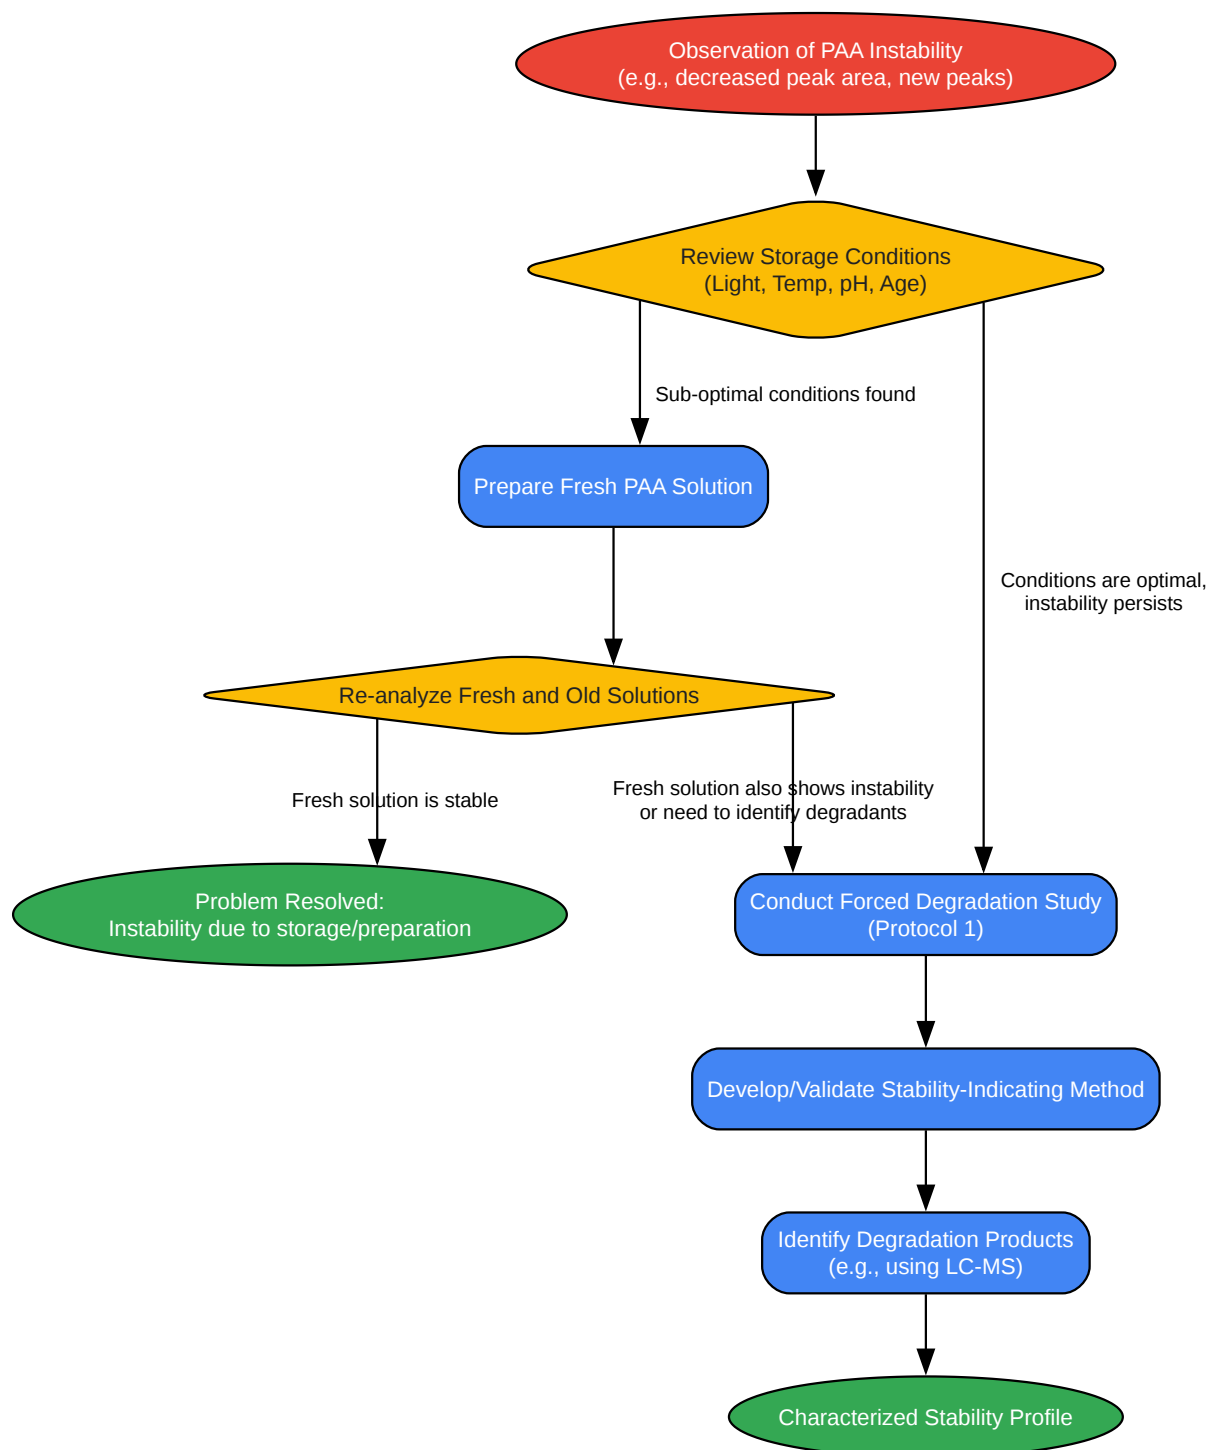 Observation of PAA Instability
(e.g., decreased peak area, new peaks)
Review Storage Conditions
(Light, Temp, pH, Age)
Sub-optimal conditions found
Prepare Fresh PAA Solution
Conditions are optimal,
instability persists
Re-analyze Fresh and Old Solutions
Fresh solution is stable
Fresh solution also shows instability
or need to identify degradants
Problem Resolved:
Instability due to storage/preparation
Conduct Forced Degradation Study
(Protocol 1)
Develop/Validate Stability-Indicating Method
Identify Degradation Products
(e.g., using LC-MS)
Characterized Stability Profile